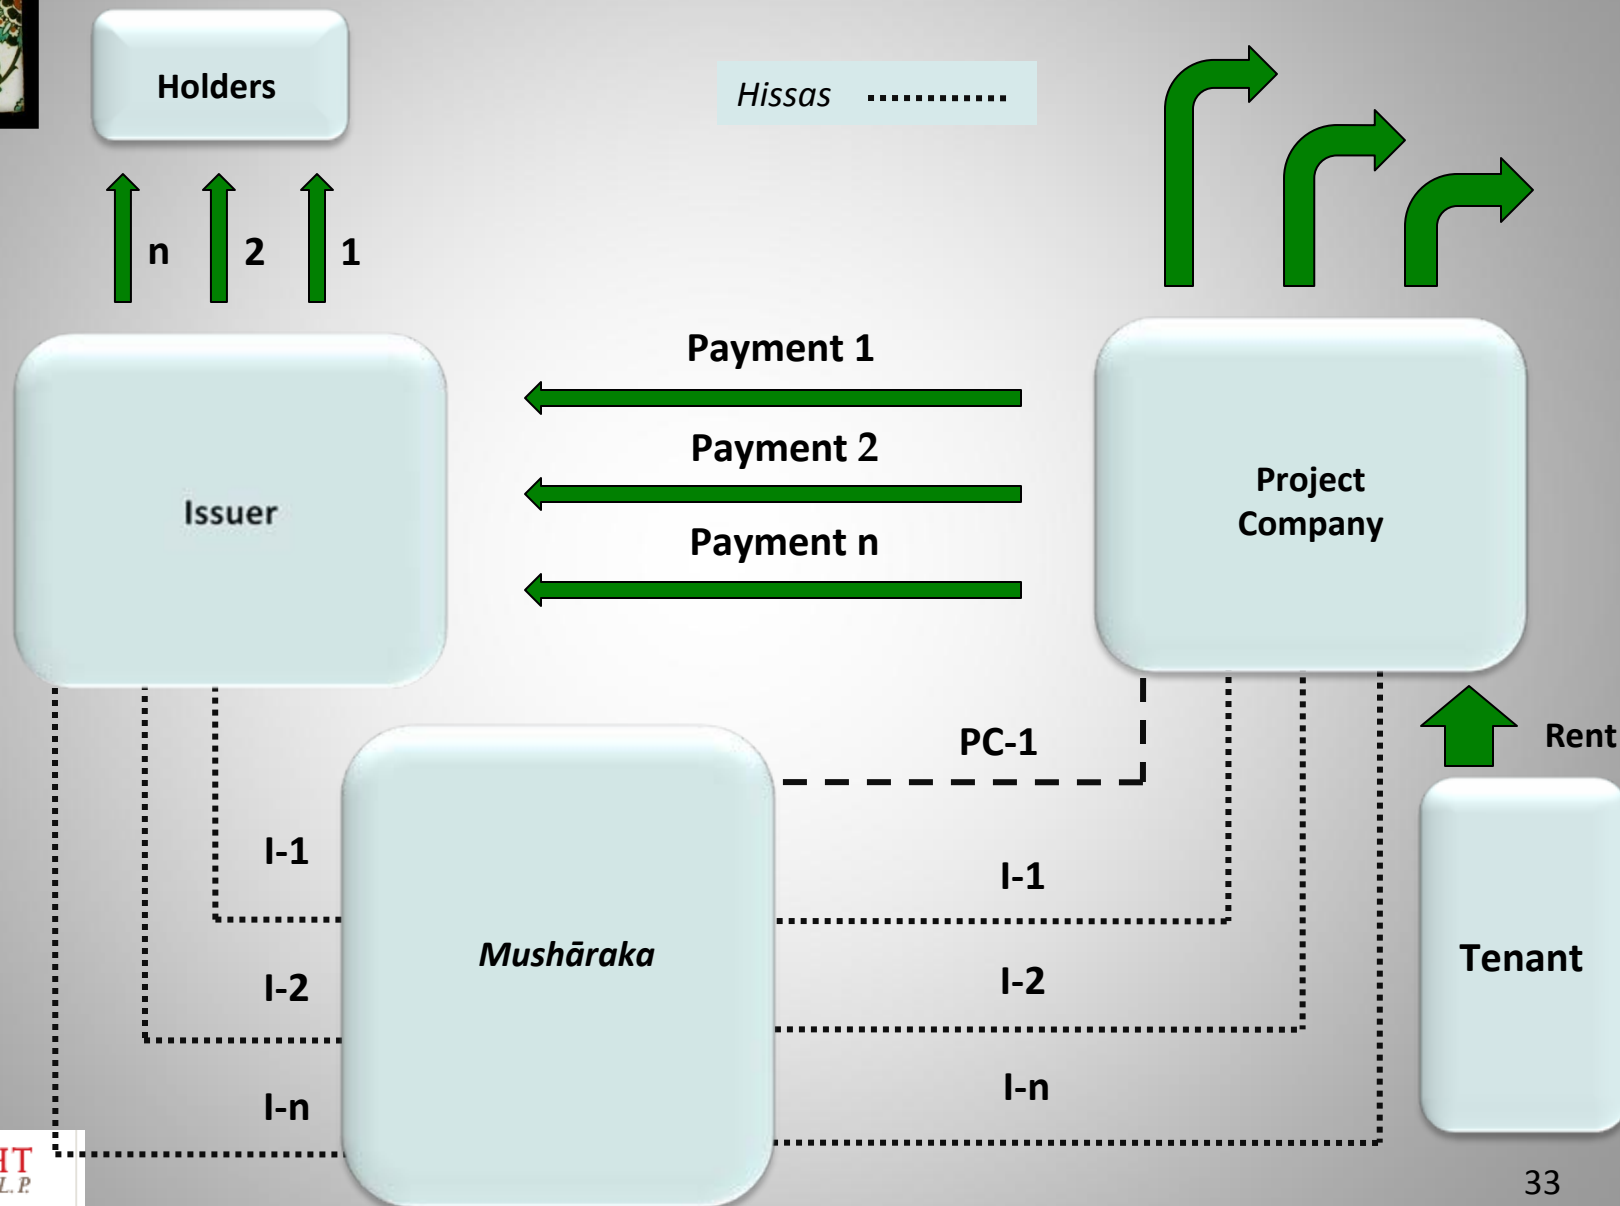 Holders
Hissas
n
2
1
Payment 1
Payment 2
Payment n
Issuer
Project
Company
PC-1
Rent
I-1
I-1
Mushāraka
Tenant
I-2
I-2
I-n
I-n
L.P.
33